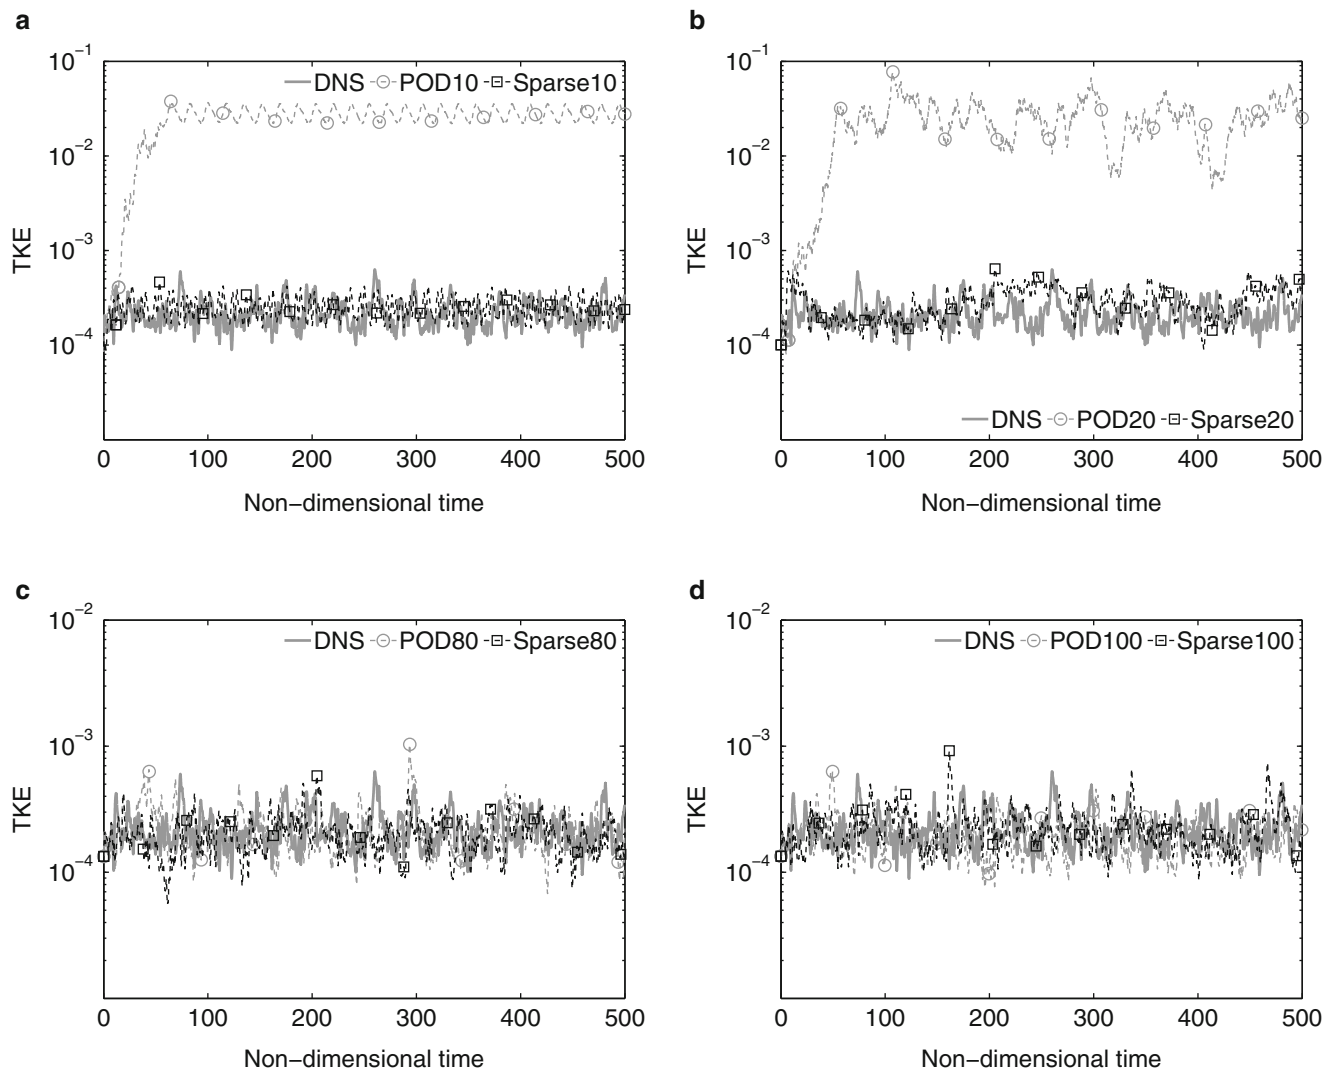 a
10−1
10−2
10−3
10−4
TKE
DNS POD10 Sparse10
0 100 200 300 400 500
Non−dimensional time
b
10−1
10−2
10−3
10−4
TKE
DNS POD20 Sparse20
0 100 200 300 400 500
Non−dimensional time
c
10−2
10−3
10−4
TKE
DNS POD80 Sparse80
0 100 200 300 400 500
Non−dimensional time
d
10−2
10−3
10−4
TKE
DNS POD100 Sparse100
0 100 200 300 400 500
Non−dimensional time